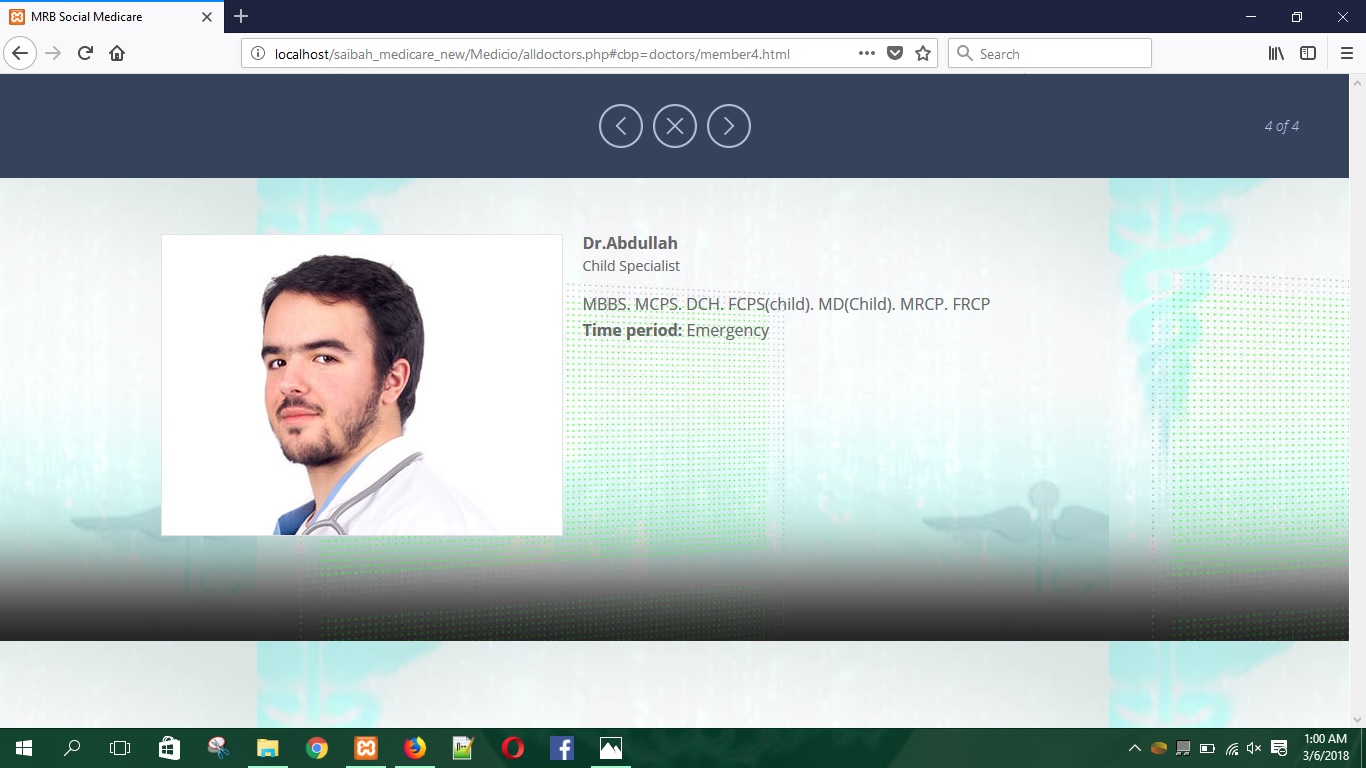 MRB Social Medicare
localhost/saibah_medicare_new/Medicio/alldoctors.php#cbp=doctors/member4.html
Search
4 of 4
Dr.Abdullah
Child Specialist
MBBS. MCPS. DCH. FCPS(child). MD(Child). MRCP. FRCP
Time period: Emergency
1:00 AM
3/6/2018